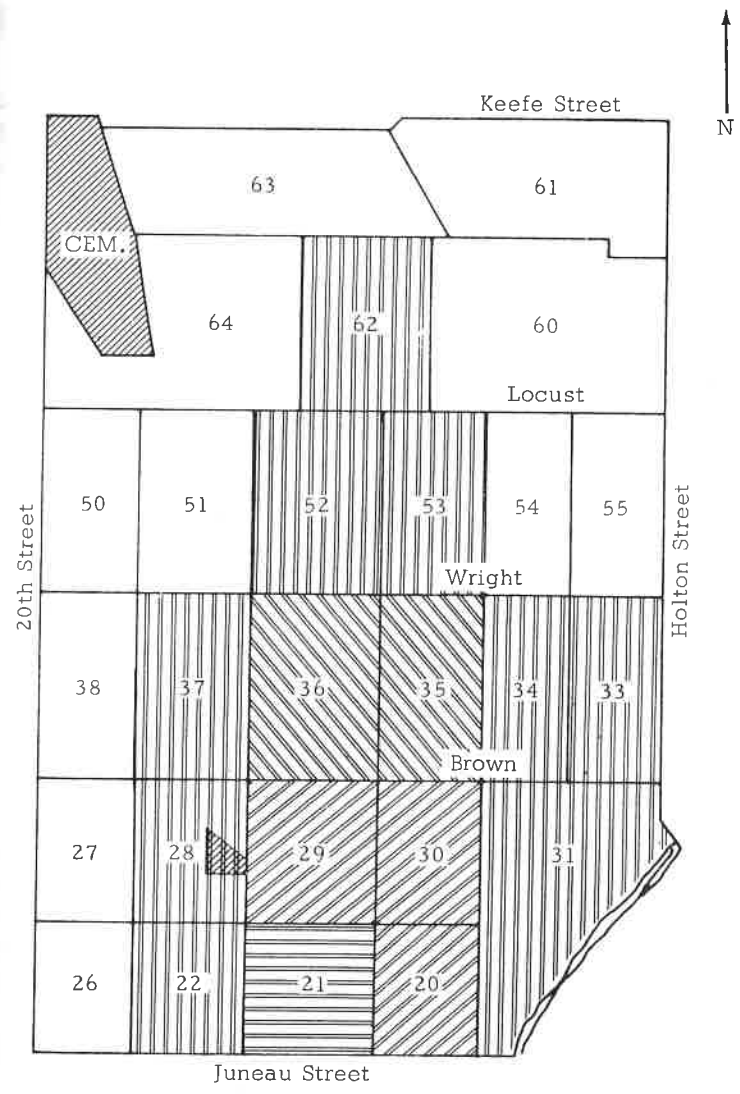 Keefe Street
N
63
61
CEM.
64
62
60
Locust
50
51
52
53
54
55
20th Street
Holton Street
Wright
38
37
36
35
34
33
Brown
27
28
29
30
31
26
22
21
20
Juneau Street